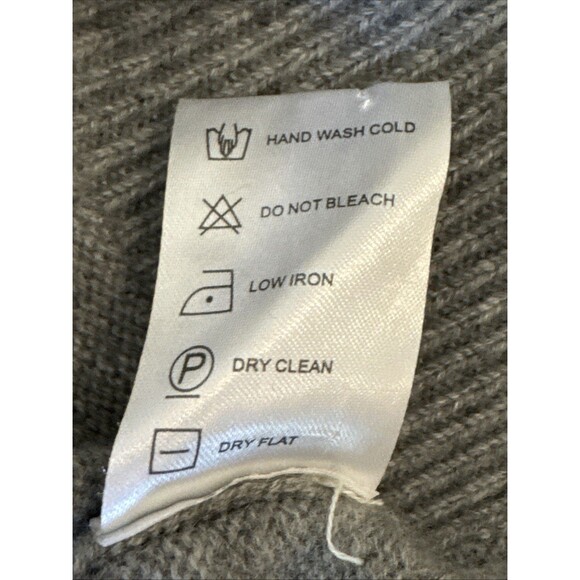 HAND WASH COLD
DO NOT BLEACH
LOW IRON
P DRY CLEAN
DRY FLAT